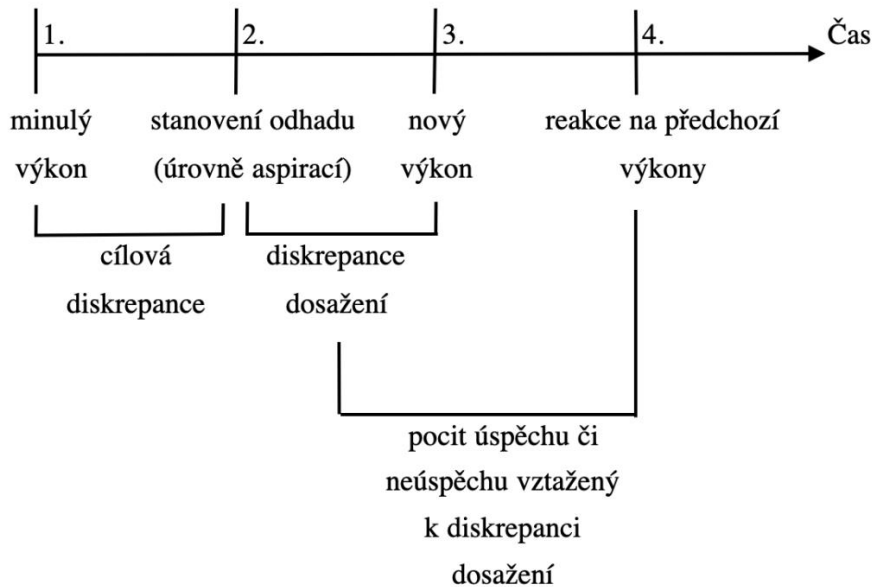 1. 2. 3. 4. Čas
minulý stanovení odhadu nový reakce na předchozí
výkon (úrovně aspirací) výkon výkony
cílová diskrepance
diskrepance dosažení
pocit úspěchu či
neúspěchu vztažený
k diskrepanci
dosažení